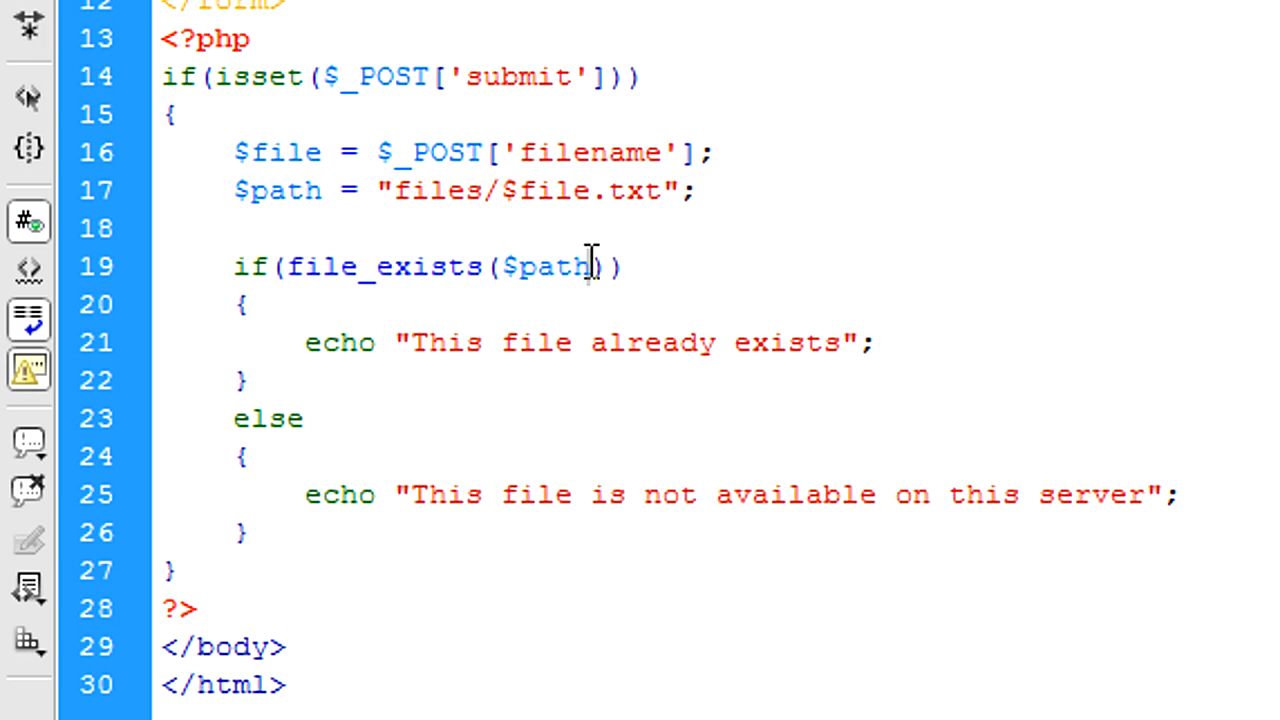 12 </form>
13 <?php
14 if(isset($_POST['submit']))
15 {
16 $file = $_POST['filename'];
17 $path = "files/$file.txt";
18
19 if(file_exists($path))
20 {
21 echo "This file already exists";
22 }
23 else
24 {
25 echo "This file is not available on this server";
26 }
27 }
28 ?>
29 </body>
30 </html>